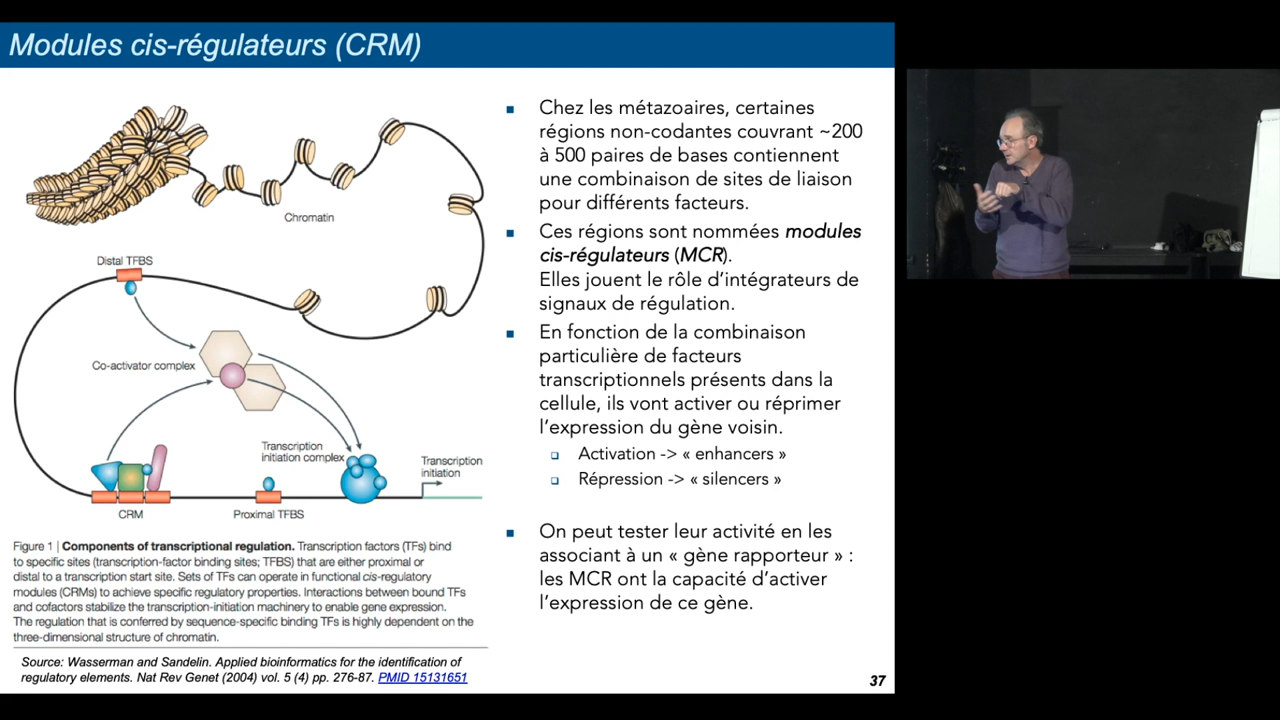 Modules cis-régulateurs (CRM)
Chromatin
Distal TFBS
Co-activator complex
Transcription
initiation complex
Transcription
initiation
CRM
Proximal TFBS
Figure 1 | Components of transcriptional regulation. Transcription factors (TFs) bind
to specific sites (transcription-factor binding sites; TFBS) that are either proximal or
distal to a transcription start site. Sets of TFs can operate in functional cis-regulatory
modules (CRMs) to achieve specific regulatory properties. Interactions between bound TFs
and cofactors stabilize the transcription-initiation machinery to enable gene expression.
The regulation that is conferred by sequence-specific binding TFs is highly dependent on the
three-dimensional structure of chromatin.
Source: Wasserman and Sandelin. Applied bioinformatics for the identification of
regulatory elements. Nat Rev Genet (2004) vol. 5 (4) pp. 276-87. PMID 15131651
Chez les métazoaires, certaines
régions non-codantes couvrant ~200
à 500 paires de bases contiennent
une combinaison de sites de liaison
pour différents facteurs.
Ces régions sont nommées modules
cis-régulateurs (MCR).
Elles jouent le rôle d'intégrateurs de
signaux de régulation.
En fonction de la combinaison
particulière de facteurs
transcriptionnels présents dans la
cellule, ils vont activer ou réprimer
l'expression du gène voisin.
Activation -> « enhancers »
Répression -> « silencers »
On peut tester leur activité en les
associant à un « gène rapporteur » :
les MCR ont la capacité d'activer
l'expression de ce gène.
37